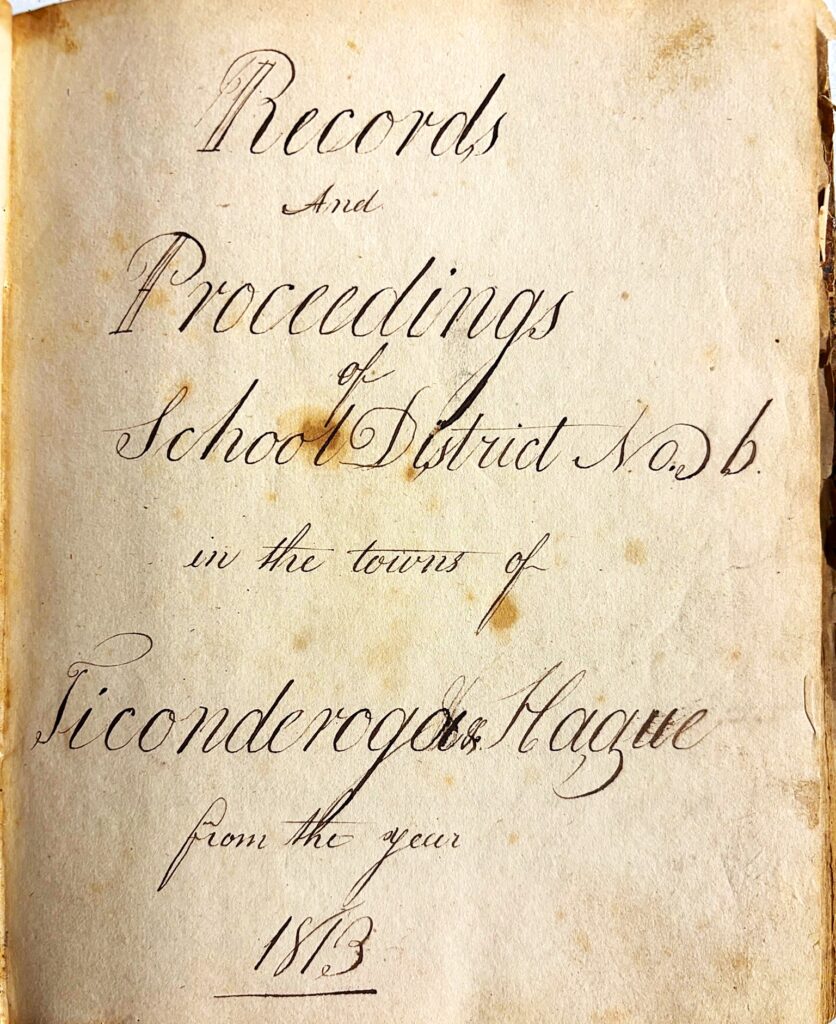 Records
And
Proceedings
of
School District No. 6.
in the towns of
Ticonderoga & Hague
from the year
1813